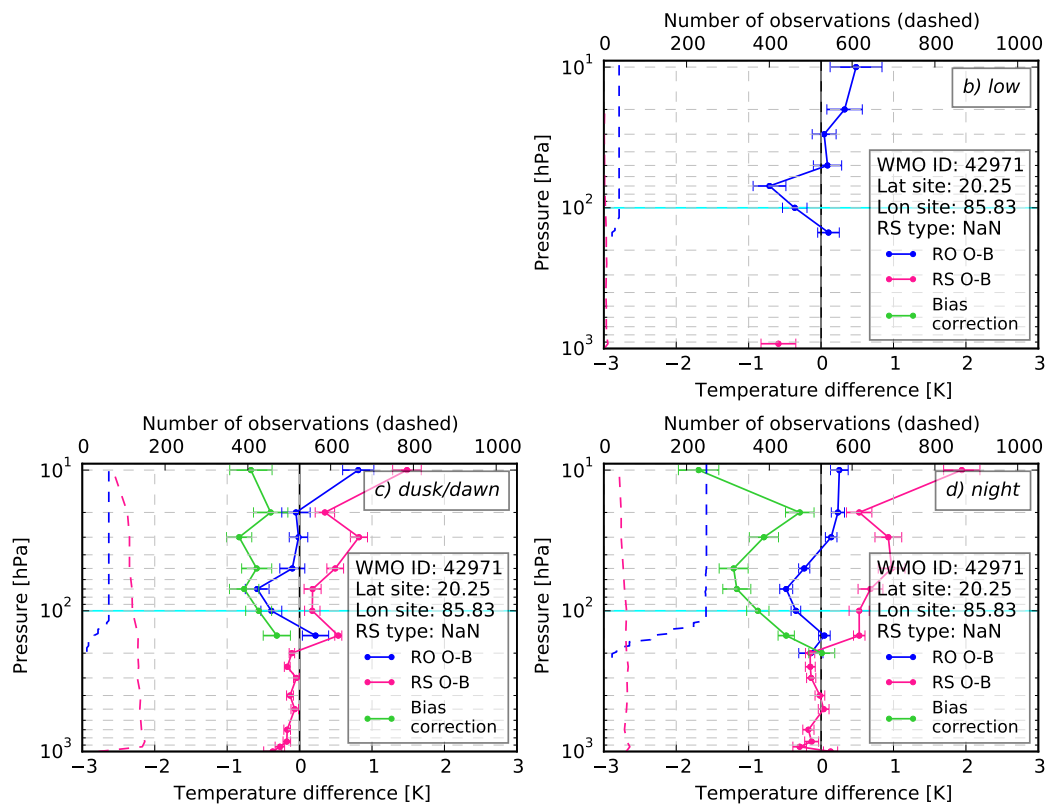 Number of observations (dashed)
0 200 400 600 800 1000
10¹
10²
10³
Pressure [hPa]
b) low
WMO ID: 42971
Lat site: 20.25
Lon site: 85.83
RS type: NaN
RO O-B
RS O-B
Bias
correction
−3 −2 −1 0 1 2 3
Temperature difference [K]
Number of observations (dashed)
0 200 400 600 800 1000
10¹
10²
10³
Pressure [hPa]
c) dusk/dawn
WMO ID: 42971
Lat site: 20.25
Lon site: 85.83
RS type: NaN
RO O-B
RS O-B
Bias
correction
−3 −2 −1 0 1 2 3
Temperature difference [K]
Number of observations (dashed)
0 200 400 600 800 1000
10¹
10²
10³
Pressure [hPa]
d) night
WMO ID: 42971
Lat site: 20.25
Lon site: 85.83
RS type: NaN
RO O-B
RS O-B
Bias
correction
−3 −2 −1 0 1 2 3
Temperature difference [K]